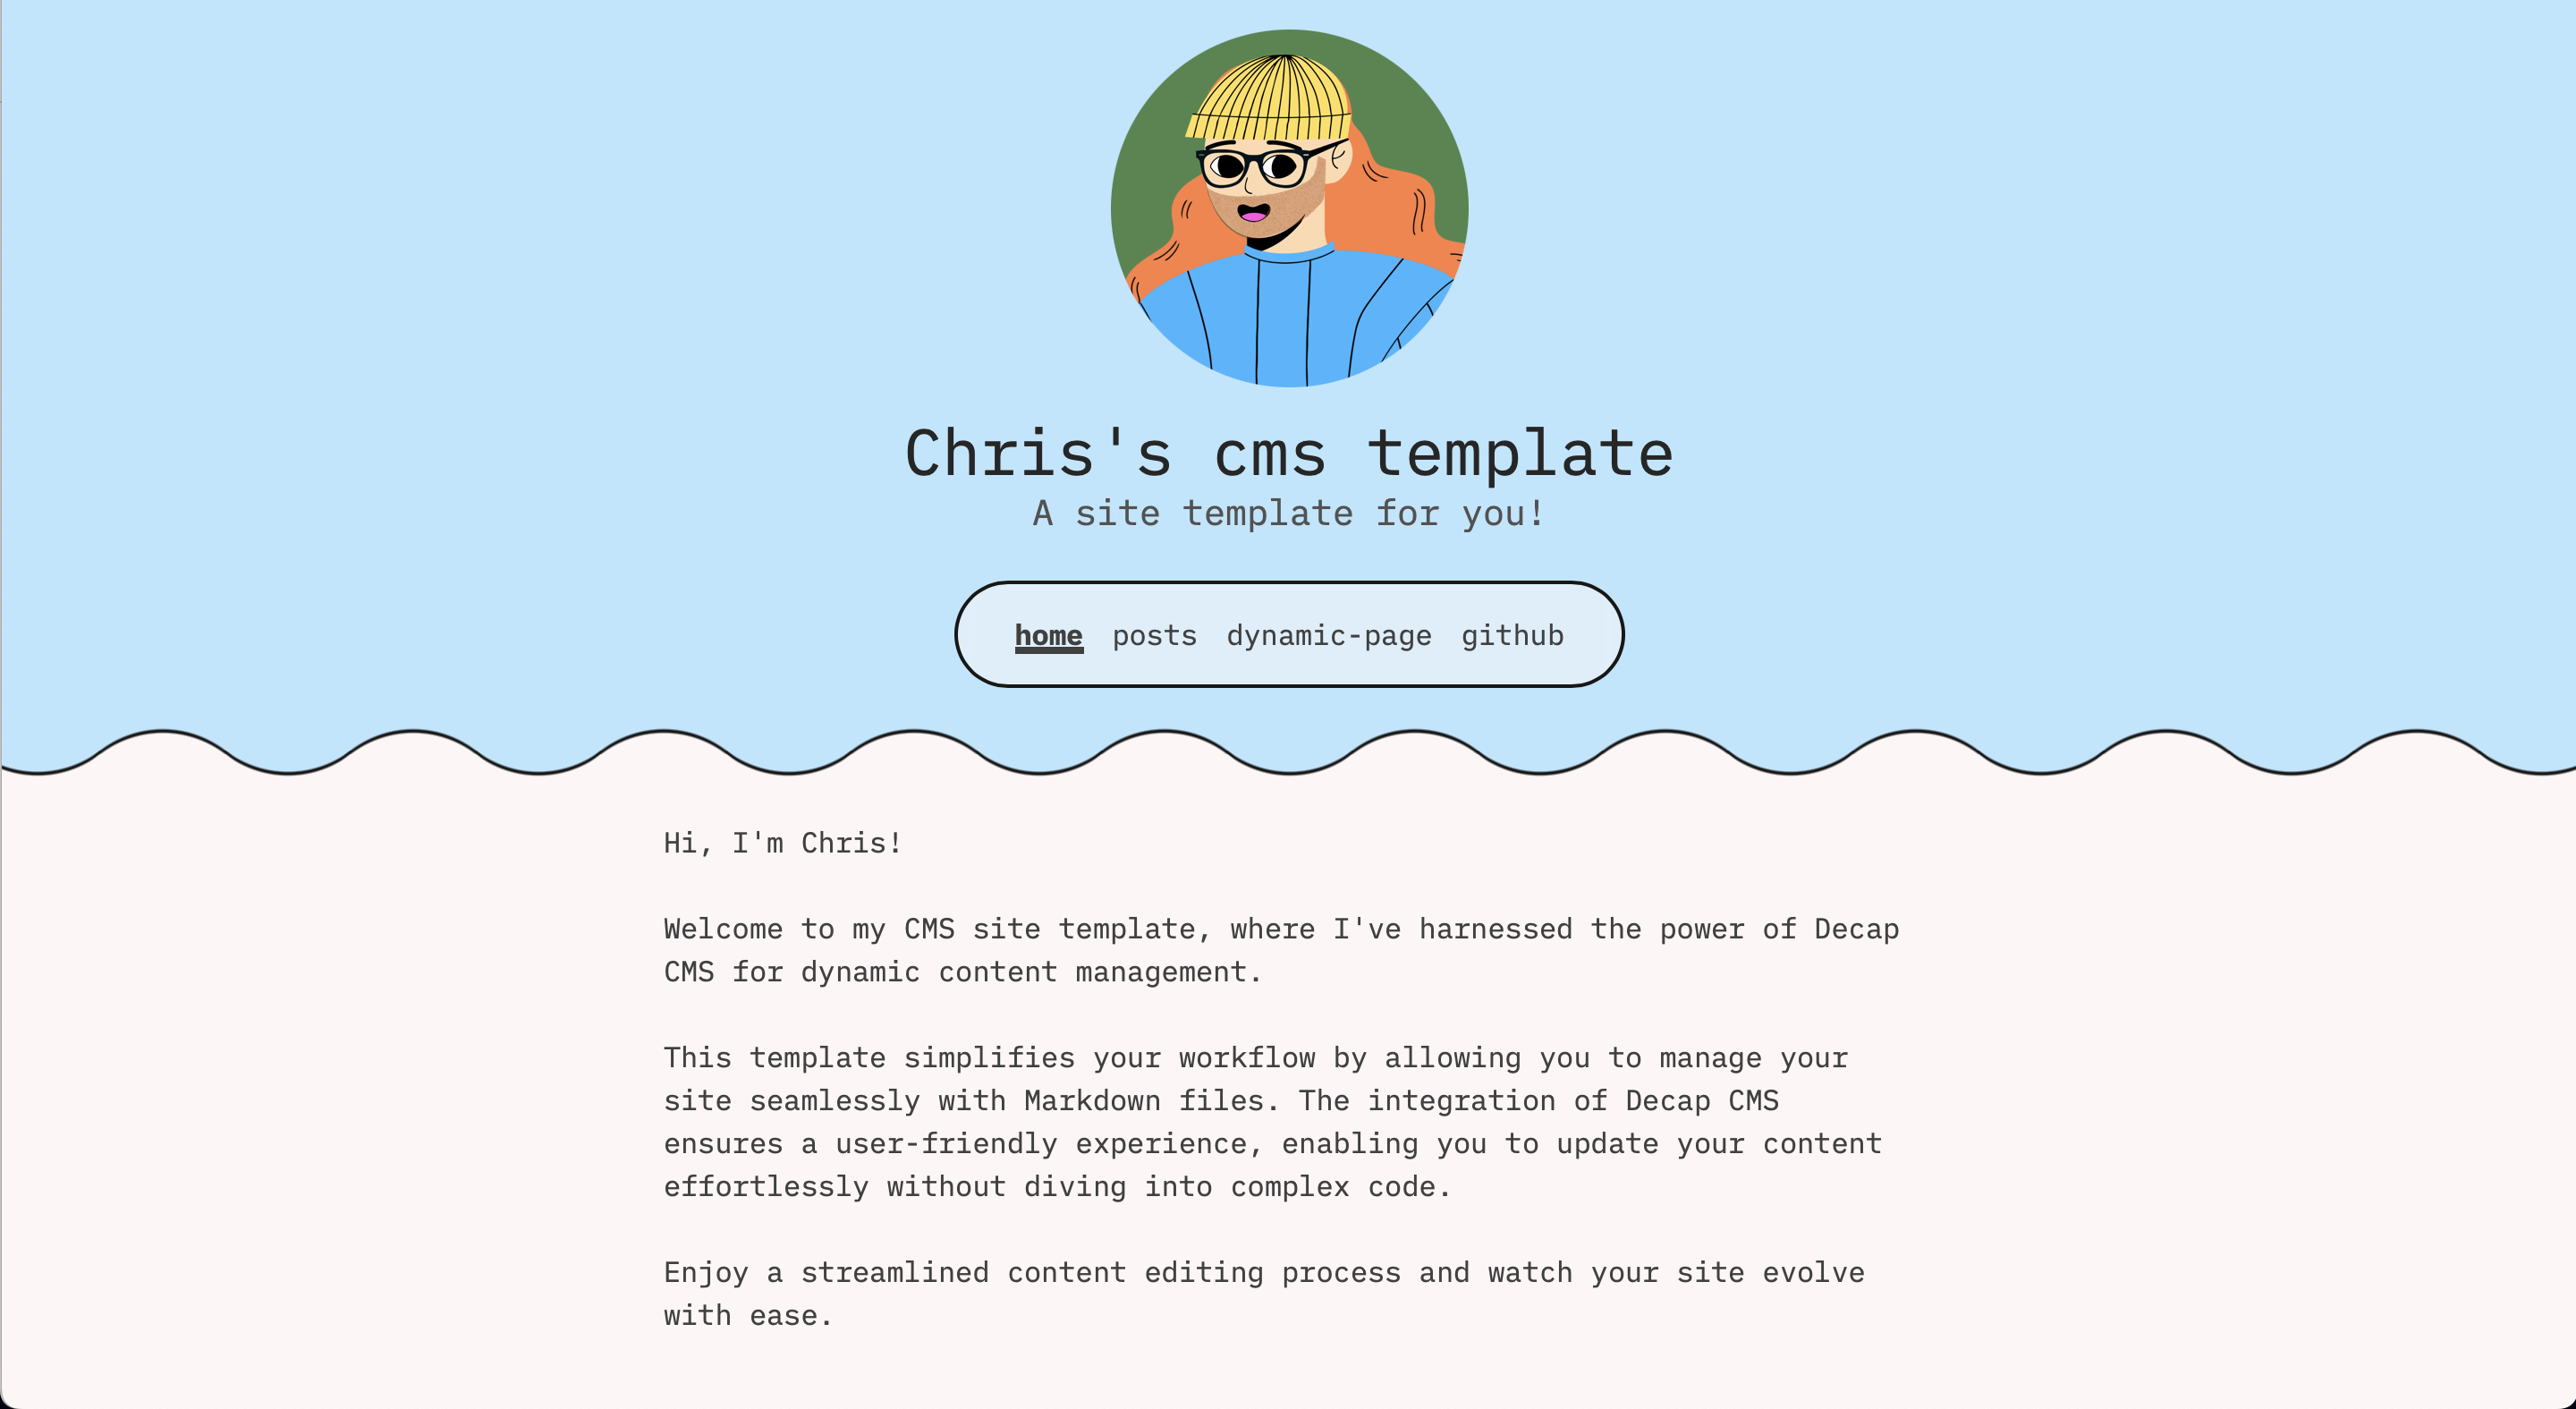 Chris's cms template
A site template for you!
home posts dynamic-page github
Hi, I'm Chris!
Welcome to my CMS site template, where I've harnessed the power of Decap
CMS for dynamic content management.
This template simplifies your workflow by allowing you to manage your
site seamlessly with Markdown files. The integration of Decap CMS
ensures a user-friendly experience, enabling you to update your content
effortlessly without diving into complex code.
Enjoy a streamlined content editing process and watch your site evolve
with ease.